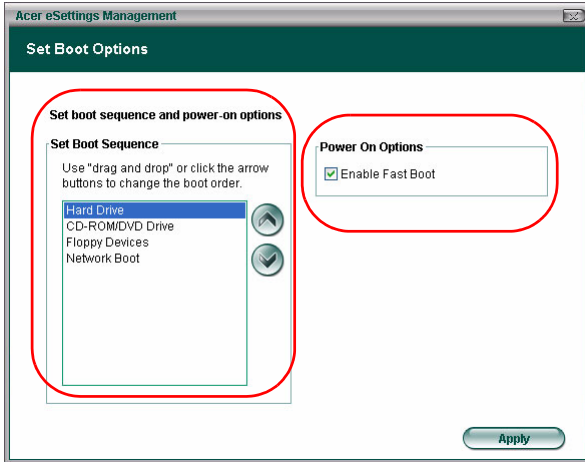 Acer eSettings Management
Set Boot Options
Set boot sequence and power-on options
Set Boot Sequence
Use "drag and drop" or click the arrow
buttons to change the boot order.
Hard Drive
CD-ROM/DVD Drive
Floppy Devices
Network Boot
Power On Options
Enable Fast Boot
Apply